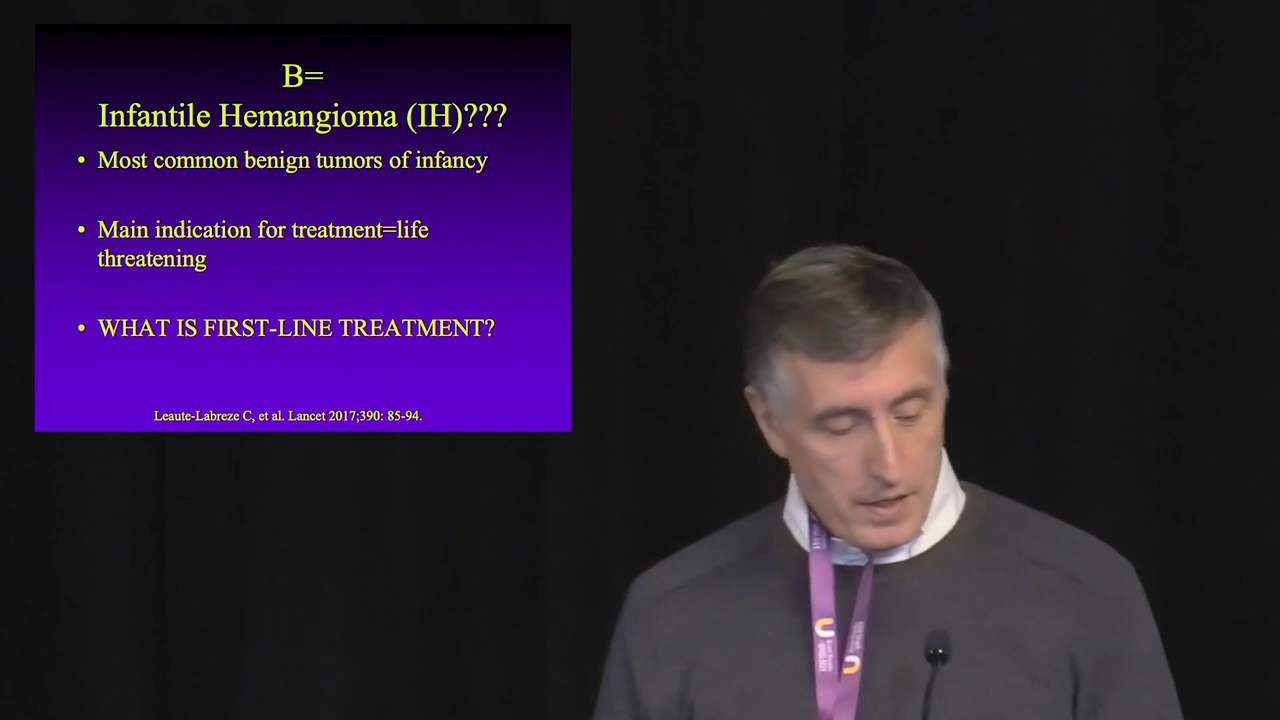 B=
Infantile Hemangioma (IH)???
• Most common benign tumors of infancy
• Main indication for treatment=life
threatening
• WHAT IS FIRST-LINE TREATMENT?
Leaute-Labreze C, et al. Lancet 2017;390: 85-94.